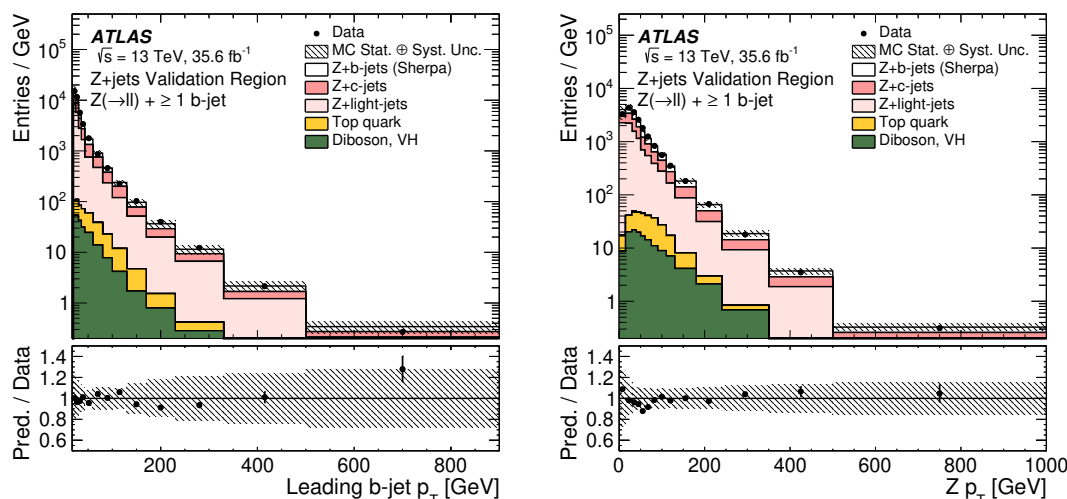 ATLAS
√s = 13 TeV, 35.6 fb⁻¹
Z+jets Validation Region
Z(→ll) + ≥ 1 b-jet
Data
MC Stat. ⊕ Syst. Unc.
Z+b-jets (Sherpa)
Z+c-jets
Z+light-jets
Top quark
Diboson, VH
Entries / GeV
10⁵
10⁴
10³
10²
10
1
Pred. / Data
1.4
1.2
1.0
0.8
0.6
200 400 600 800
Leading b-jet p_T [GeV]
ATLAS
√s = 13 TeV, 35.6 fb⁻¹
Z+jets Validation Region
Z(→ll) + ≥ 1 b-jet
Data
MC Stat. ⊕ Syst. Unc.
Z+b-jets (Sherpa)
Z+c-jets
Z+light-jets
Top quark
Diboson, VH
Entries / GeV
10⁵
10⁴
10³
10²
10
1
Pred. / Data
1.4
1.2
1.0
0.8
0.6
0 200 400 600 800 1000
Z p_T [GeV]